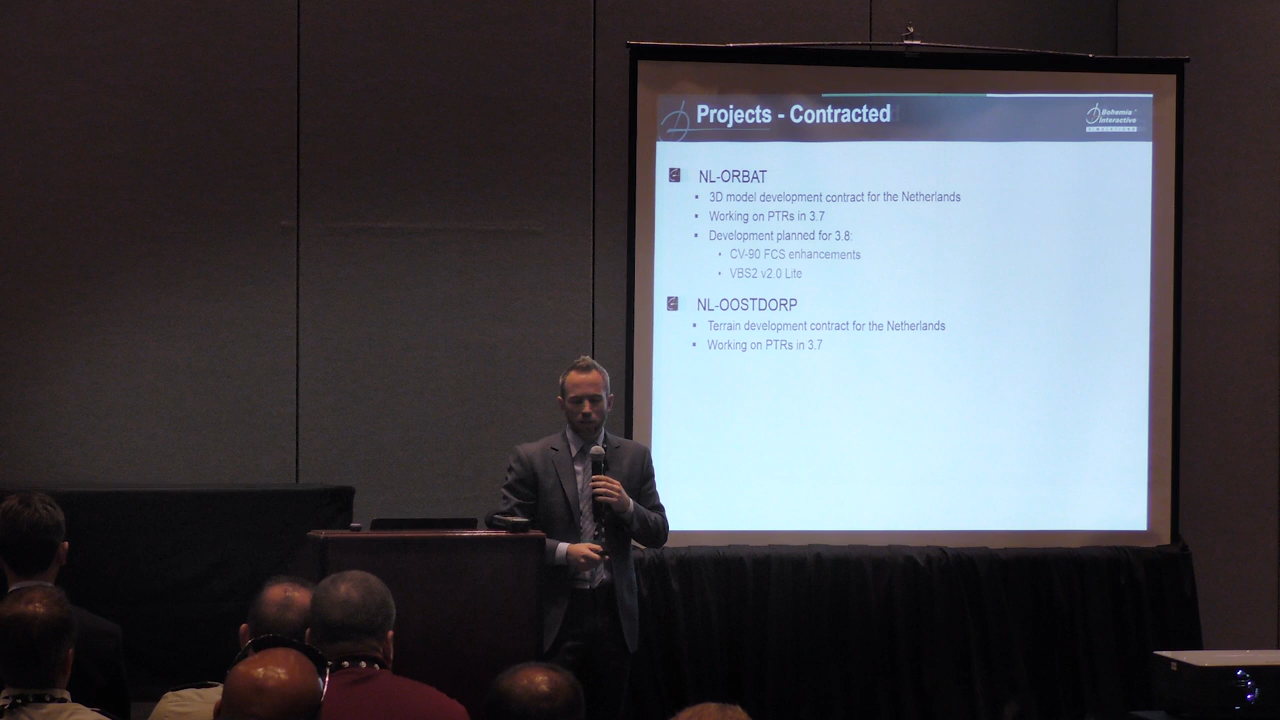 Projects - Contracted
Bohemia
Interactive
SIMULATIONS
NL-ORBAT
3D model development contract for the Netherlands
Working on PTRs in 3.7
Development planned for 3.8:
CV-90 FCS enhancements
VBS2 v2.0 Lite
NL-OOSTDORP
Terrain development contract for the Netherlands
Working on PTRs in 3.7